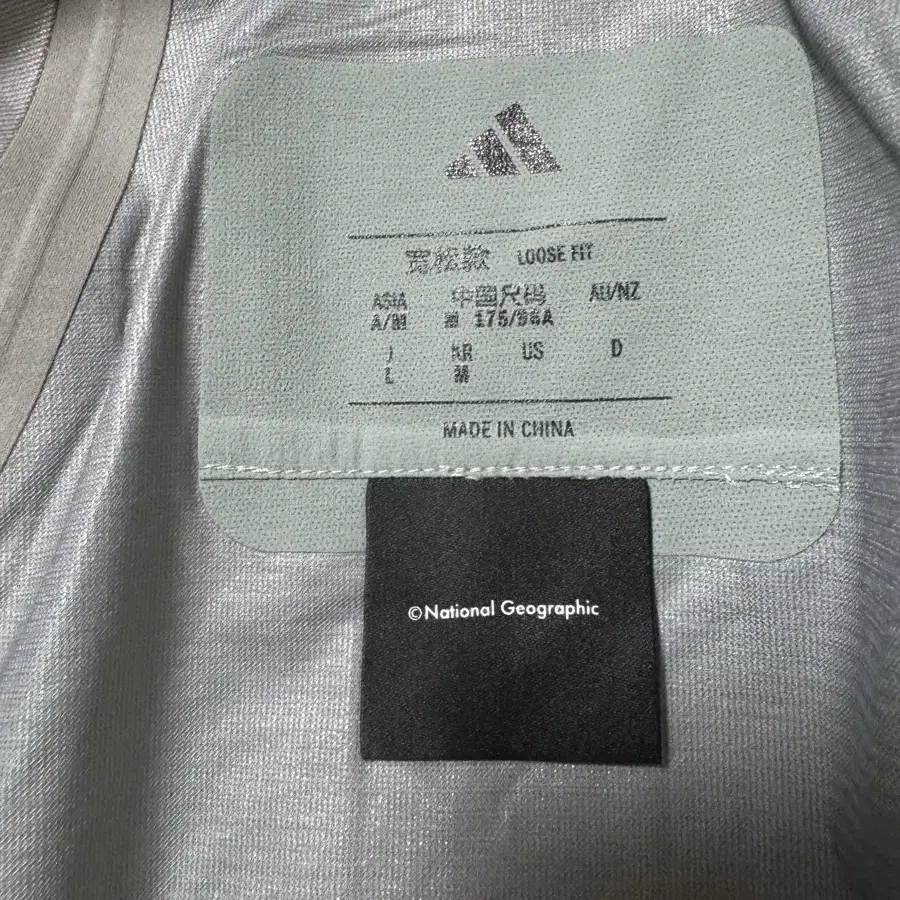 宽松款 LOOSE FIT
ASIA 中国尺码 AU/NZ
A/M M 175/96A
J KR US D
L M
MADE IN CHINA
©National Geographic